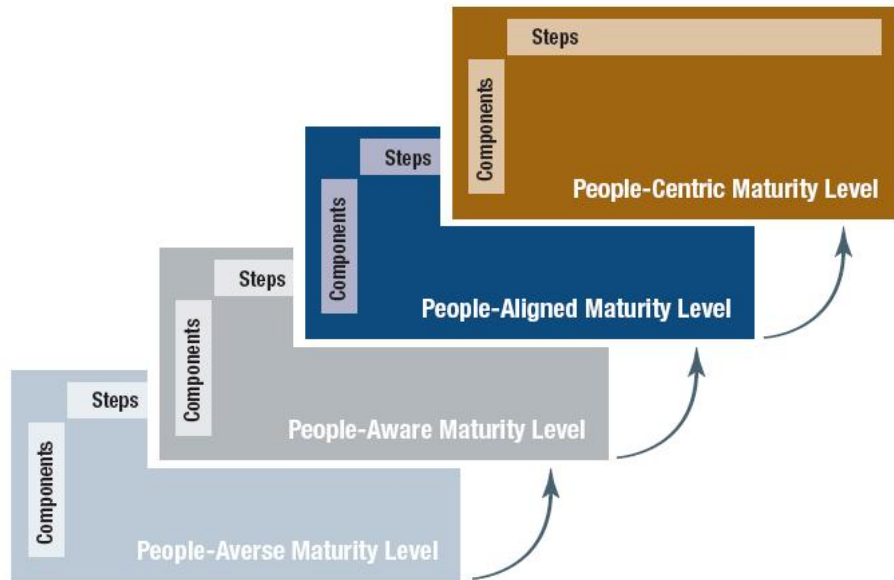 Steps
Components
People-Centric Maturity Level
Steps
Components
People-Aligned Maturity Level
Steps
Components
People-Aware Maturity Level
Steps
Components
People-Averse Maturity Level